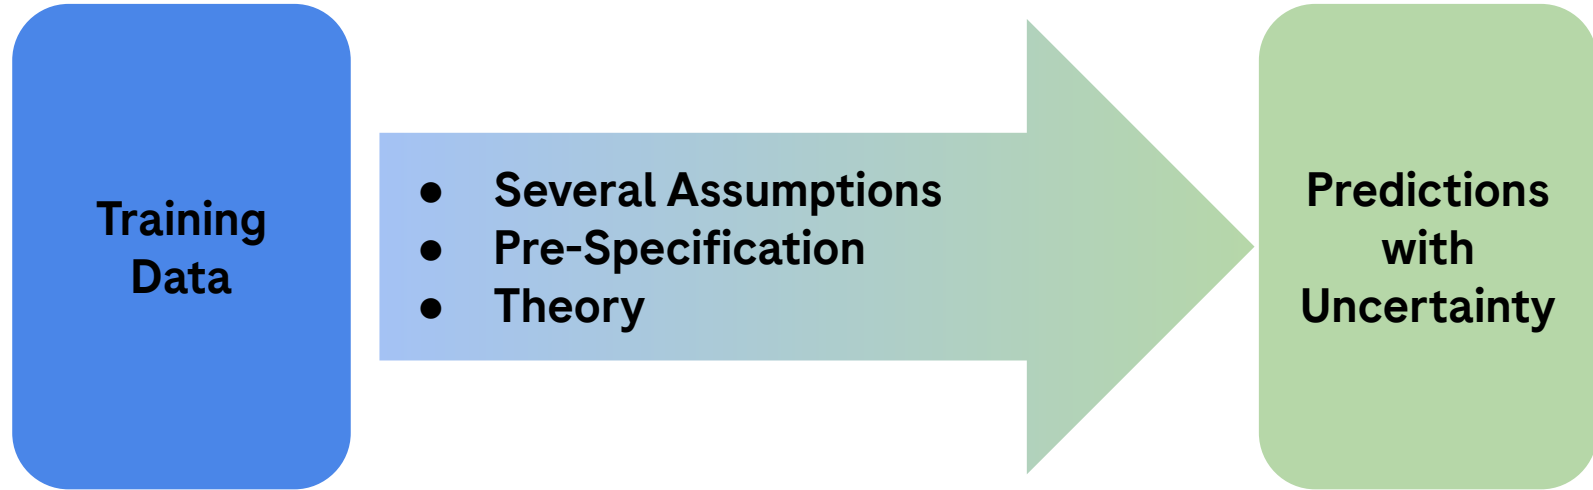 Training
Data
● Several Assumptions
● Pre-Specification
● Theory
Predictions
with
Uncertainty